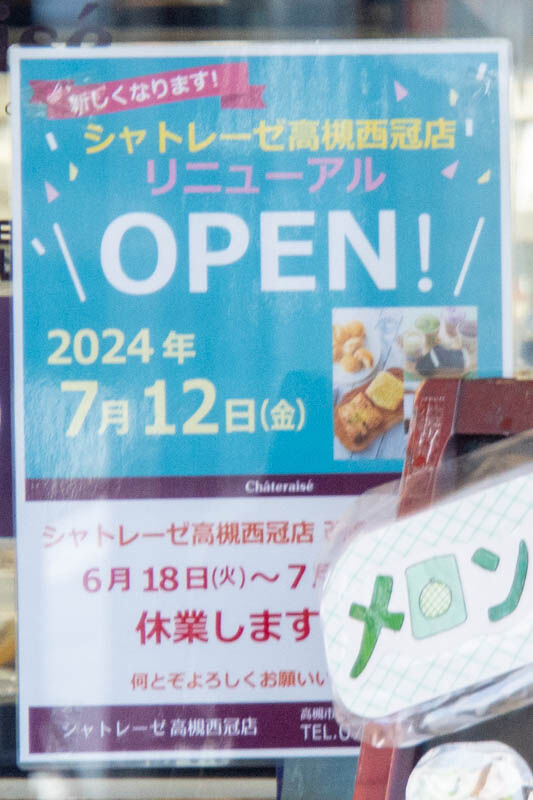 新しくなります！
シャトレーゼ高槻西冠店
リニューアル
OPEN！
2024年
7月12日(金)
Châteraisé
シャトレーゼ高槻西冠店
6月18日(火)～7月
休業します
何とぞよろしくお願いい
シャトレーゼ 高槻西冠店
高槻市
TEL.0
メロン